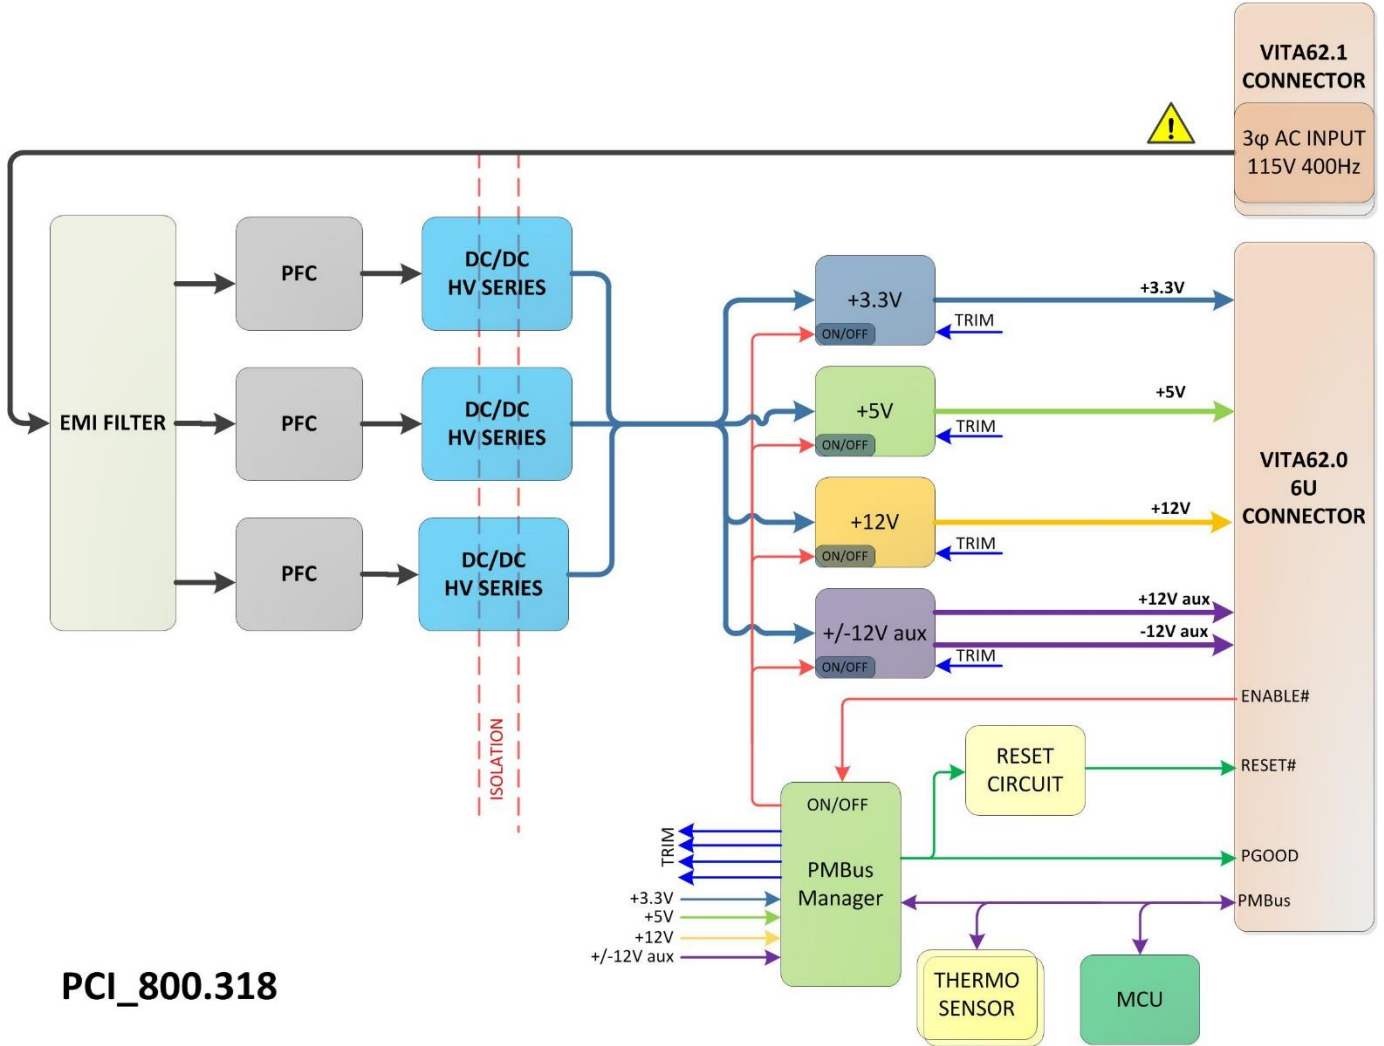 VITA62.1
CONNECTOR
3φ AC INPUT
115V 400Hz
EMI FILTER
PFC
DC/DC
HV SERIES
PFC
DC/DC
HV SERIES
PFC
DC/DC
HV SERIES
ISOLATION
+3.3V
ON/OFF
TRIM
+3.3V
+5V
ON/OFF
TRIM
+5V
+12V
ON/OFF
TRIM
+12V
+/-12V aux
ON/OFF
TRIM
+12V aux
-12V aux
VITA62.0
6U
CONNECTOR
ENABLE#
RESET#
PGOOD
PMBus
RESET
CIRCUIT
ON/OFF
PMBus
Manager
TRIM
+3.3V
+5V
+12V
+/-12V aux
THERMO
SENSOR
MCU
PCI_800.318
!